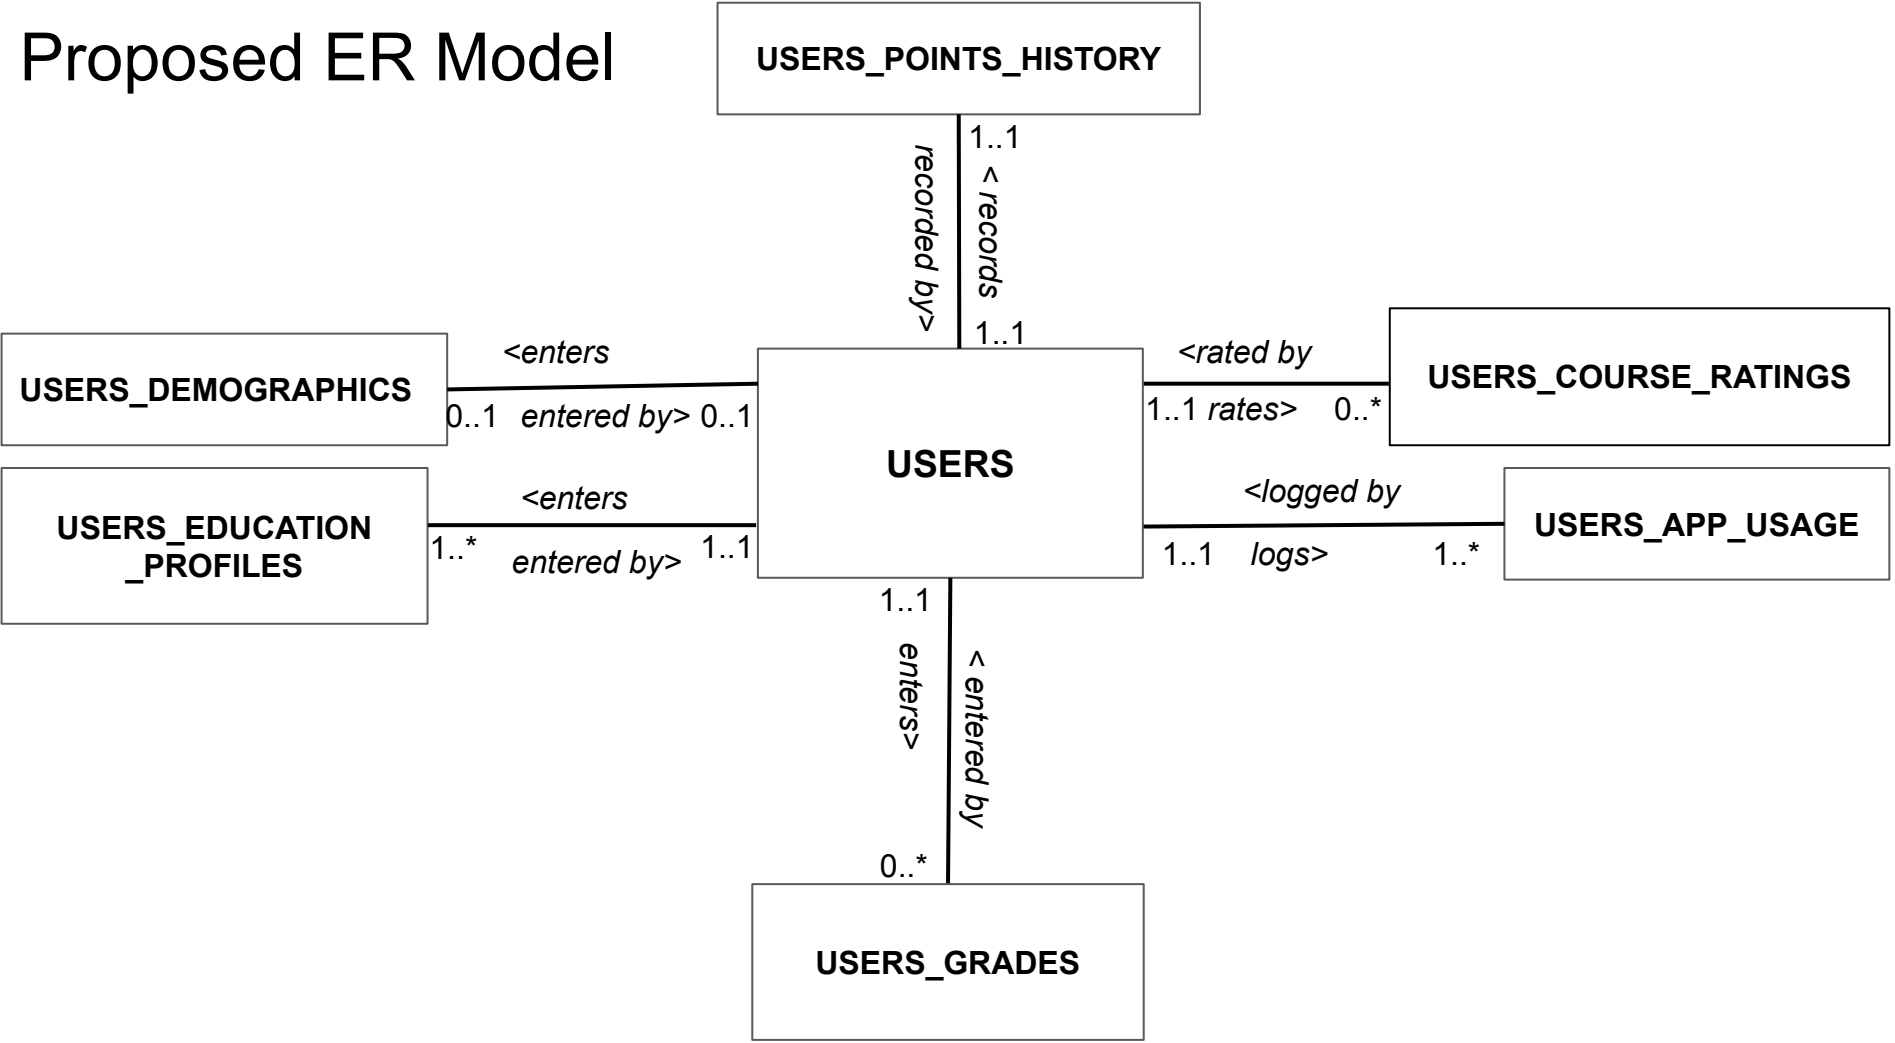 Proposed ER Model
USERS_POINTS_HISTORY
1..1
recorded by>
< records
1..1
USERS_DEMOGRAPHICS
<enters
0..1 entered by> 0..1
USERS_EDUCATION
_PROFILES
<enters
1..* entered by> 1..1
USERS
<rated by
1..1 rates> 0..*
USERS_COURSE_RATINGS
<logged by
1..1 logs> 1..*
USERS_APP_USAGE
1..1
enters>
< entered by
0..*
USERS_GRADES